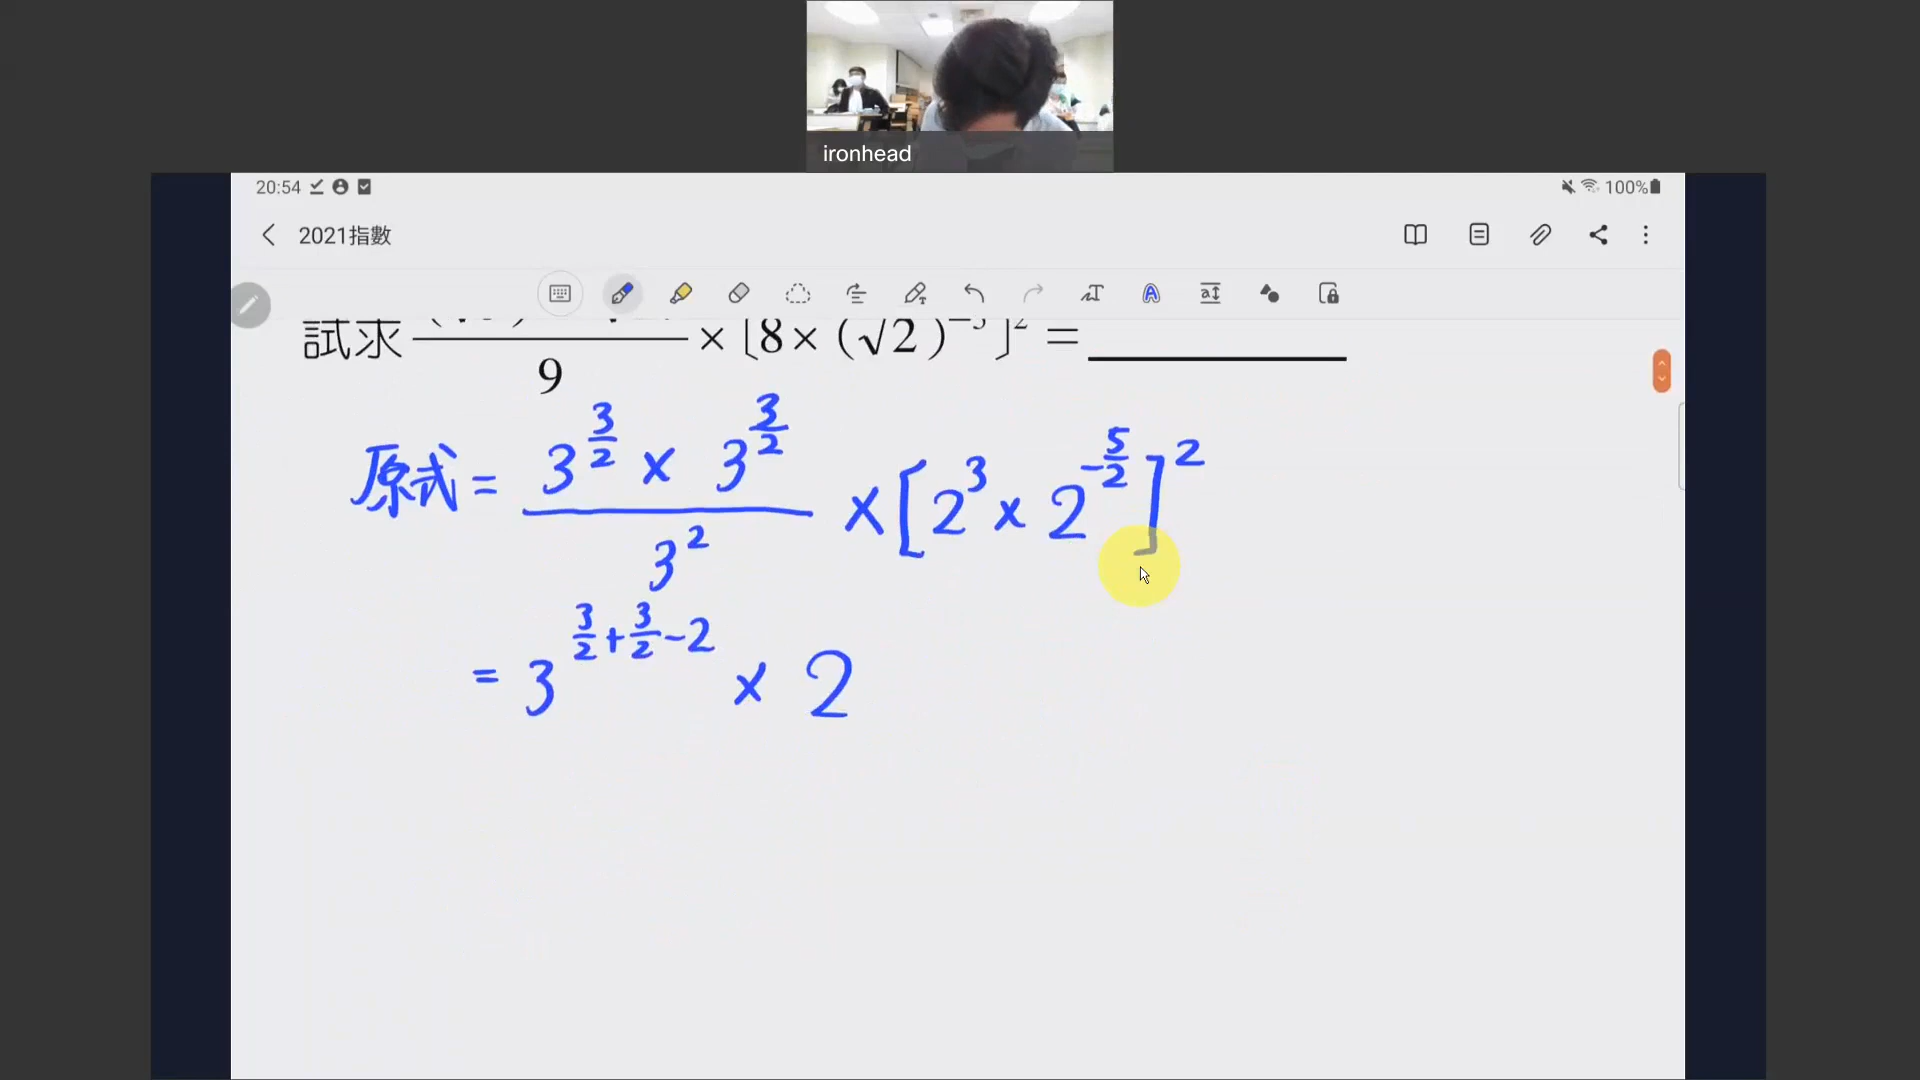 ironhead
20:54 100%
2021指數
試求 ——— / 9 × [8 × (√2)⁻⁵]² = ______
原式 = (3^(3/2) × 3^(3/2)) / 3² × [2³ × 2^(-5/2)]²
= 3^(3/2 + 3/2 - 2) × 2